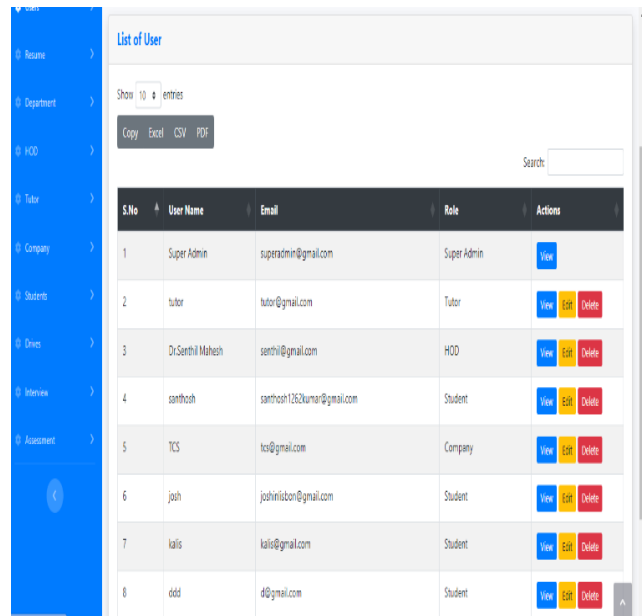 Users
List of User
Resume
Show 10 entries
Department
Copy Excel CSV PDF
HOD
Search:
Tutor
S.No User Name Email Role Actions
Company
1 Super Admin superadmin@gmail.com Super Admin View
Students
2 tutor tutor@gmail.com Tutor View Edit Delete
Drives
3 Dr.Senthil Mahesh senthil@gmail.com HOD View Edit Delete
Interview
4 santhosh santhosh1262kumar@gmail.com Student View Edit Delete
Assessment
5 TCS tcs@gmail.com Company View Edit Delete
6 josh joshinlisbon@gmail.com Student View Edit Delete
7 kalis kalis@gmail.com Student View Edit Delete
8 ddd d@gmail.com Student View Edit Delete